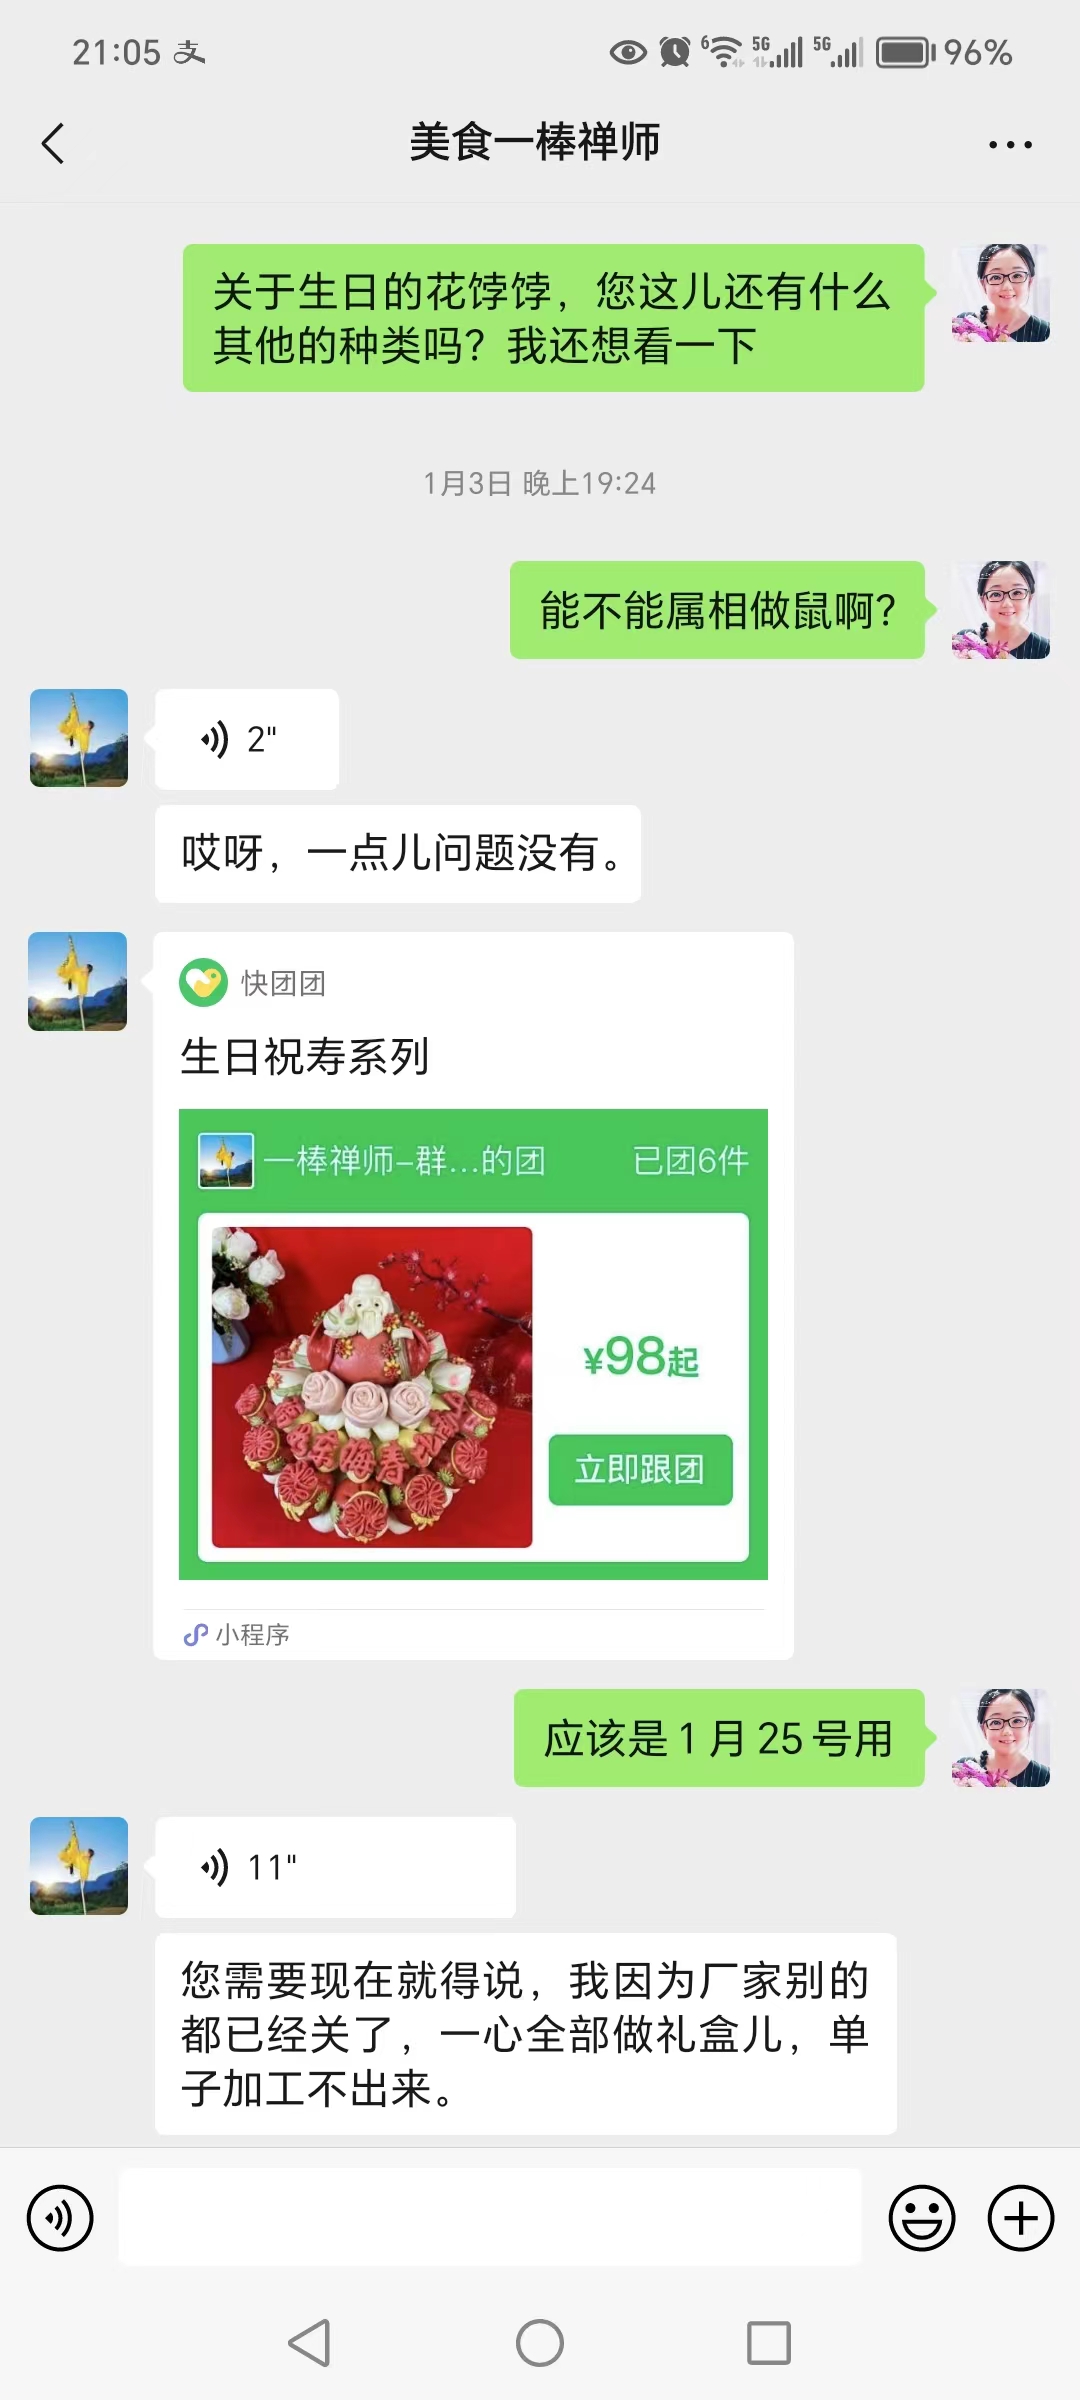 21:05
6 5G 5G 96%
美食一棒禅师
关于生日的花饽饽，您这儿还有什么
其他的种类吗？我还想看一下
1月3日 晚上19:24
能不能属相做鼠啊？
2"
哎呀，一点儿问题没有。
快团团
生日祝寿系列
一棒禅师-群...的团 已团6件
¥98起
立即跟团
小程序
应该是 1 月 25 号用
11"
您需要现在就得说，我因为厂家别的
都已经关了，一心全部做礼盒儿，单
子加工不出来。